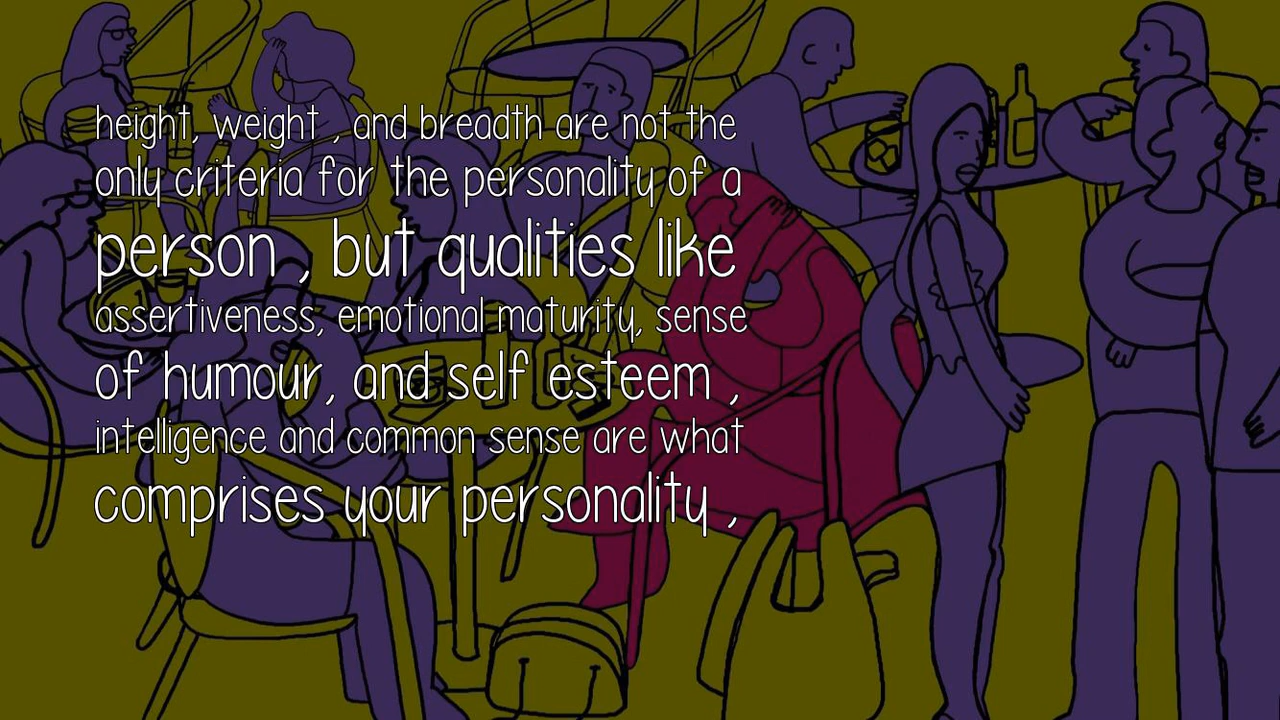 height, weight , and breadth are not the
only criteria for the personality of a
person , but qualities like
assertiveness, emotional maturity, sense
of humour, and self esteem ,
intelligence and common sense are what
comprises your personality ,